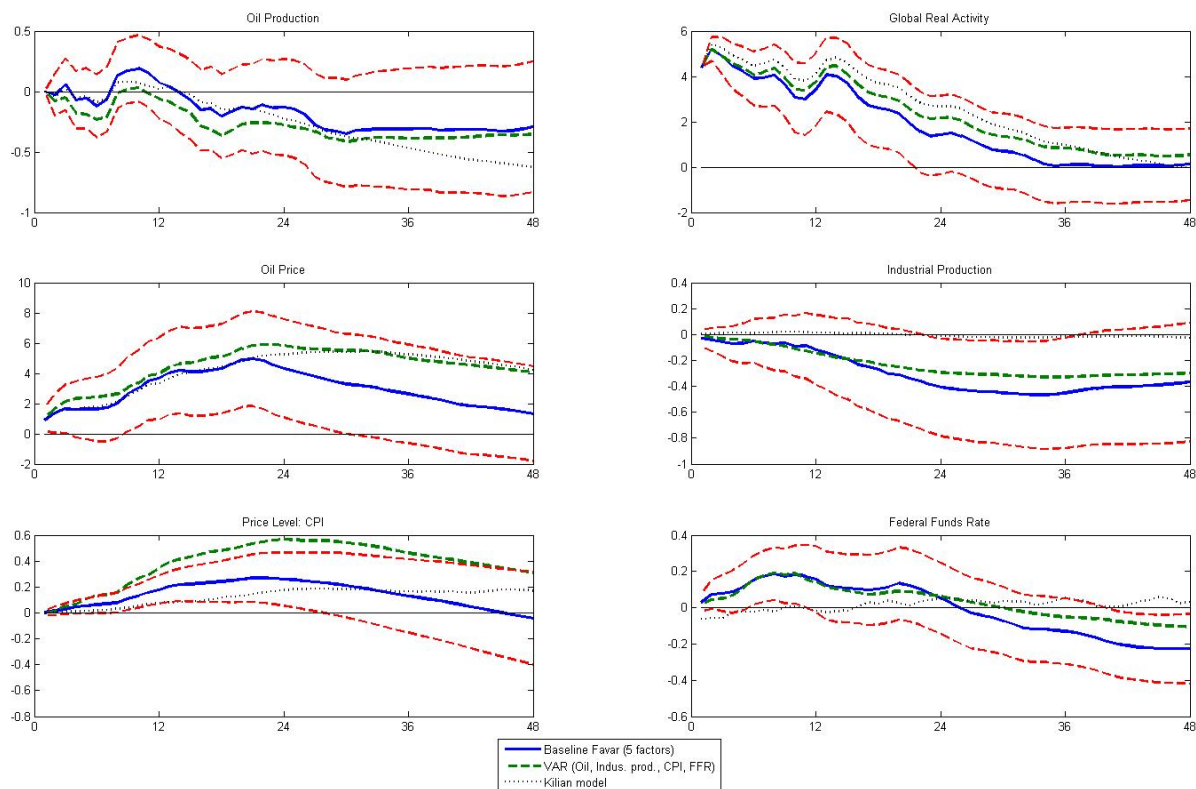 Oil Production
0.5
0
-0.5
-1
0 12 24 36 48
Global Real Activity
6
4
2
0
-2
0 12 24 36 48
Oil Price
10
8
6
4
2
0
-2
0 12 24 36 48
Industrial Production
0.4
0.2
0
-0.2
-0.4
-0.6
-0.8
-1
0 12 24 36 48
Price Level: CPI
0.6
0.4
0.2
0
-0.2
-0.4
-0.6
-0.8
0 12 24 36 48
Federal Funds Rate
0.4
0.2
0
-0.2
-0.4
-0.6
0 12 24 36 48
Baseline Favar (5 factors)
VAR (Oil, Indus. prod., CPI, FFR)
Kilian model